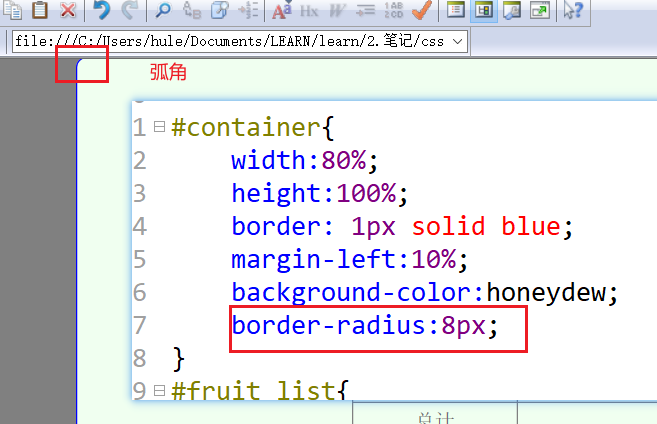 file:///C:/Users/hule/Documents/LEARN/learn/2.笔记/css
弧角
1 #container{
2 width:80%;
3 height:100%;
4 border: 1px solid blue;
5 margin-left:10%;
6 background-color:honeydew;
7 border-radius:8px;
8 }
9 #fruit list{
总计